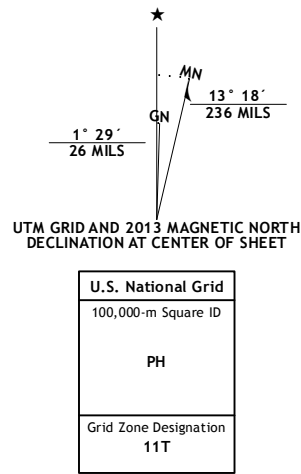 ★
MN
GN
13° 18´
236 MILS
1° 29´
26 MILS
UTM GRID AND 2013 MAGNETIC NORTH
DECLINATION AT CENTER OF SHEET
U.S. National Grid
100,000-m Square ID
PH
Grid Zone Designation
11T